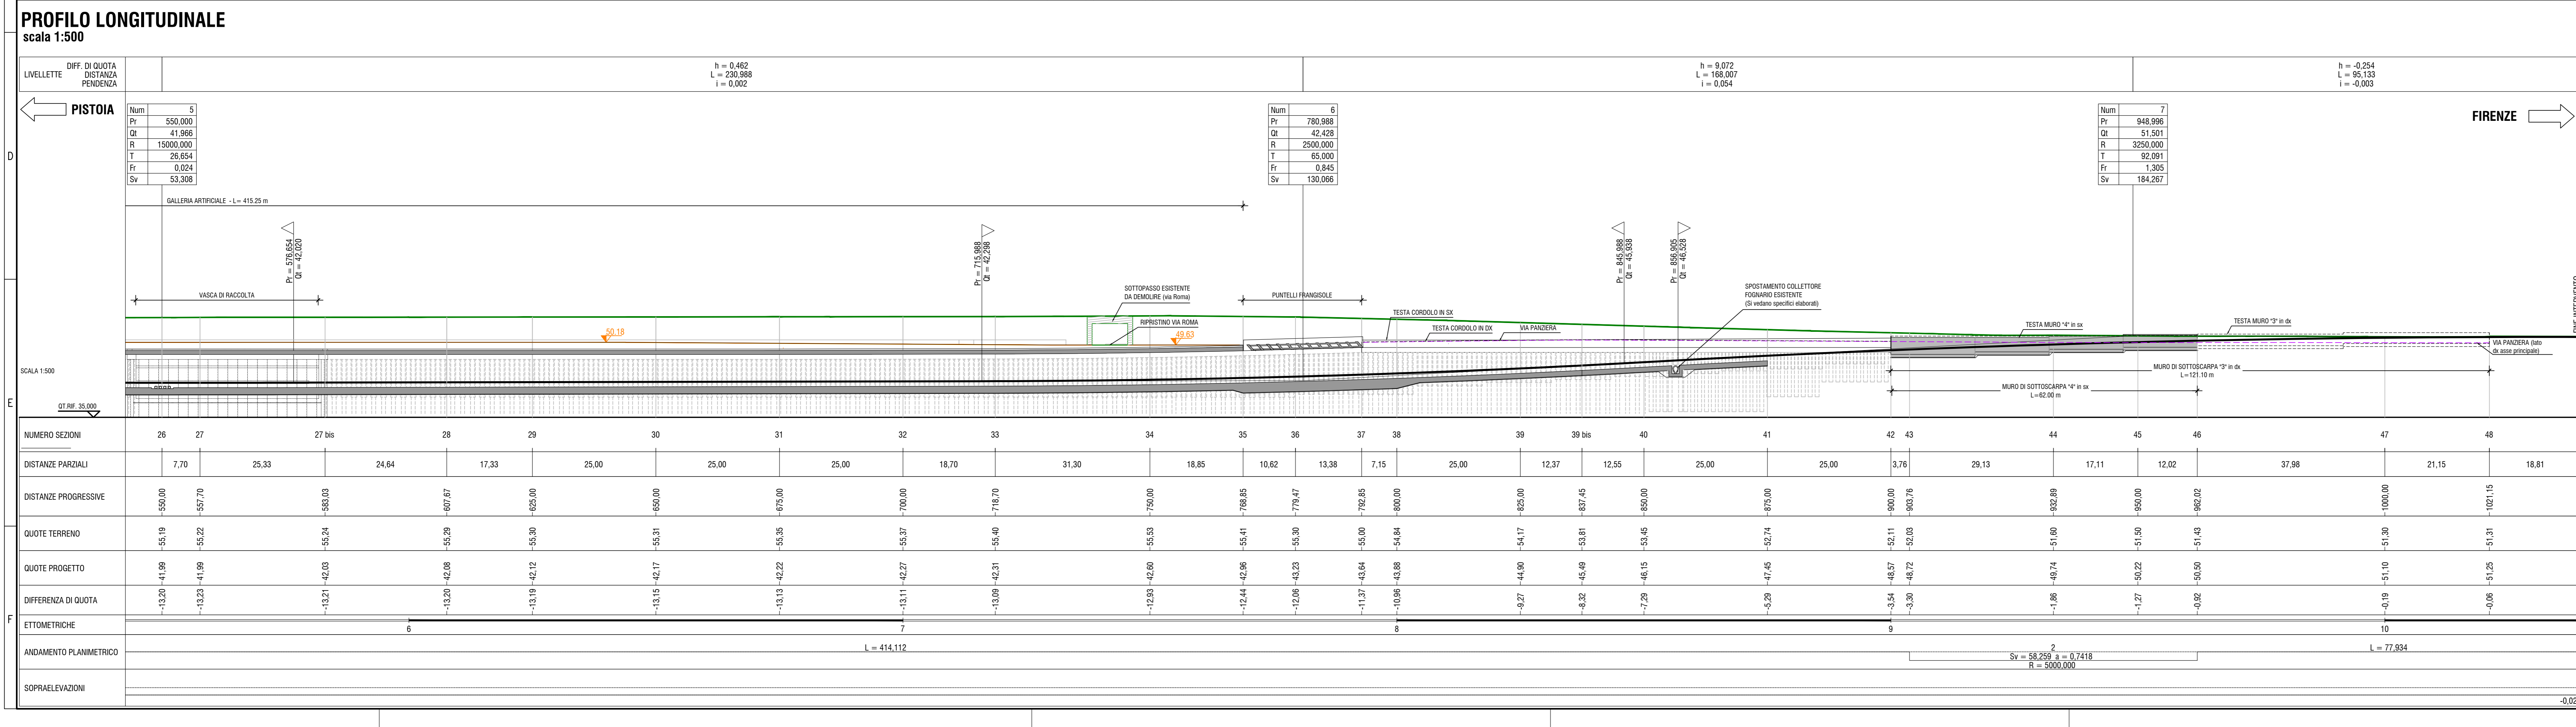 PROFILO LONGITUDINALE
scala 1:500
LIVELLETTE
DIFF. DI QUOTA
DISTANZA
PENDENZA
h = 0,462
L = 230,988
i = 0,002
h = 9,072
L = 168,007
i = 0,054
h = -0,254
L = 95,133
i = -0,003
PISTOIA
FIRENZE
Num 5
Pr 550,000
Qt 41,966
R 15000,000
T 26,654
Fr 0,024
Sv 53,308
Num 6
Pr 780,988
Qt 42,428
R 2500,000
T 65,000
Fr 0,845
Sv 130,066
Num 7
Pr 948,996
Qt 51,501
R 3250,000
T 92,091
Fr 1,305
Sv 184,267
GALLERIA ARTIFICIALE - L= 415.25 m
Pr = 576,654
Qt = 42,020
Pr = 715,988
Qt = 42,298
Pr = 845,988
Qt = 45,938
Pr = 856,905
Qt = 46,528
VASCA DI RACCOLTA
SOTTOPASSO ESISTENTE
DA DEMOLIRE (via Roma)
RIPRISTINO VIA ROMA
PUNTELLI FRANGISOLE
TESTA CORDOLO IN SX
TESTA CORDOLO IN DX
VIA PANZIERA
SPOSTAMENTO COLLETTORE
FOGNARIO ESISTENTE
(Si vedano specifici elaborati)
50,18
49,63
TESTA MURO "4" in sx
TESTA MURO "3" in dx
VIA PANZIERA (lato
dx asse principale)
MURO DI SOTTOSCARPA "3" in dx
L=121.10 m
MURO DI SOTTOSCARPA "4" in sx
L=62.00 m
SCALA 1:500
QT.RIF. 35,000
NUMERO SEZIONI 26 27 27 bis 28 29 30 31 32 33 34 35 36 37 38 39 39 bis 40 41 42 43 44 45 46 47 48
DISTANZE PARZIALI 7,70 25,33 24,64 17,33 25,00 25,00 25,00 18,70 31,30 18,85 10,62 13,38 7,15 25,00 12,37 12,55 25,00 25,00 3,76 29,13 17,11 12,02 37,98 21,15 18,81
DISTANZE PROGRESSIVE 550,00 557,70 583,03 607,67 625,00 650,00 675,00 700,00 718,70 750,00 768,85 779,47 792,85 800,00 825,00 837,45 850,00 875,00 900,00 903,76 932,89 950,00 962,02 1000,00 1021,15
QUOTE TERRENO 55,19 55,22 55,24 55,29 55,30 55,31 55,35 55,37 55,40 55,53 55,41 55,30 55,00 54,84 54,17 53,81 53,45 52,74 52,11 52,03 51,60 51,50 51,43 51,30 51,31
QUOTE PROGETTO 41,99 41,99 42,03 42,08 42,12 42,17 42,22 42,27 42,31 42,60 42,96 43,23 43,64 43,88 44,90 45,49 46,15 47,45 48,57 48,72 49,74 50,22 50,50 51,10 51,25
DIFFERENZA DI QUOTA -13,20 -13,23 -13,21 -13,20 -13,19 -13,15 -13,13 -13,11 -13,09 -12,93 -12,44 -12,06 -11,37 -10,96 -9,27 -8,32 -7,29 -5,29 -3,54 -3,30 -1,86 -1,27 -0,92 -0,19 -0,06
ETTOMETRICHE 6 7 8 9 10
ANDAMENTO PLANIMETRICO L = 414,112 2 L = 77,934
Sv = 58,259 a = 0,7418
R = 5000,000
SOPRAELEVAZIONI
-0,02
D
E
F